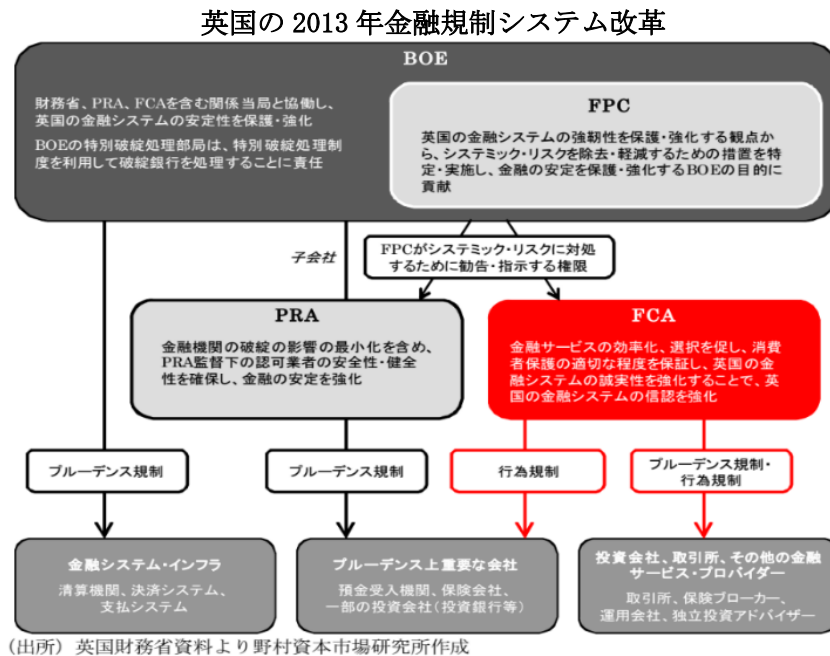 英国の 2013 年金融規制システム改革
BOE
財務省、PRA、FCAを含む関係当局と協働し、
英国の金融システムの安定性を保護・強化
BOEの特別破綻処理部局は、特別破綻処理制
度を利用して破綻銀行を処理することに責任
FPC
英国の金融システムの強靭性を保護・強化する観点か
ら、システミック・リスクを除去・軽減するための措置を特
定・実施し、金融の安定を保護・強化するBOEの目的に
貢献
子会社
FPCがシステミック・リスクに対処
するために勧告・指示する権限
PRA
金融機関の破綻の影響の最小化を含め、
PRA監督下の認可業者の安全性・健全
性を確保し、金融の安定を強化
FCA
金融サービスの効率化、選択を促し、消費
者保護の適切な程度を保証し、英国の金
融システムの誠実性を強化することで、英
国の金融システムの信認を強化
プルーデンス規制
プルーデンス規制
行為規制
プルーデンス規制・
行為規制
金融システム・インフラ
清算機関、決済システム、
支払システム
プルーデンス上重要な会社
預金受入機関、保険会社、
一部の投資会社(投資銀行等)
投資会社、取引所、その他の金融
サービス・プロバイダー
取引所、保険ブローカー、
運用会社、独立投資アドバイザー
(出所) 英国財務省資料より野村資本市場研究所作成